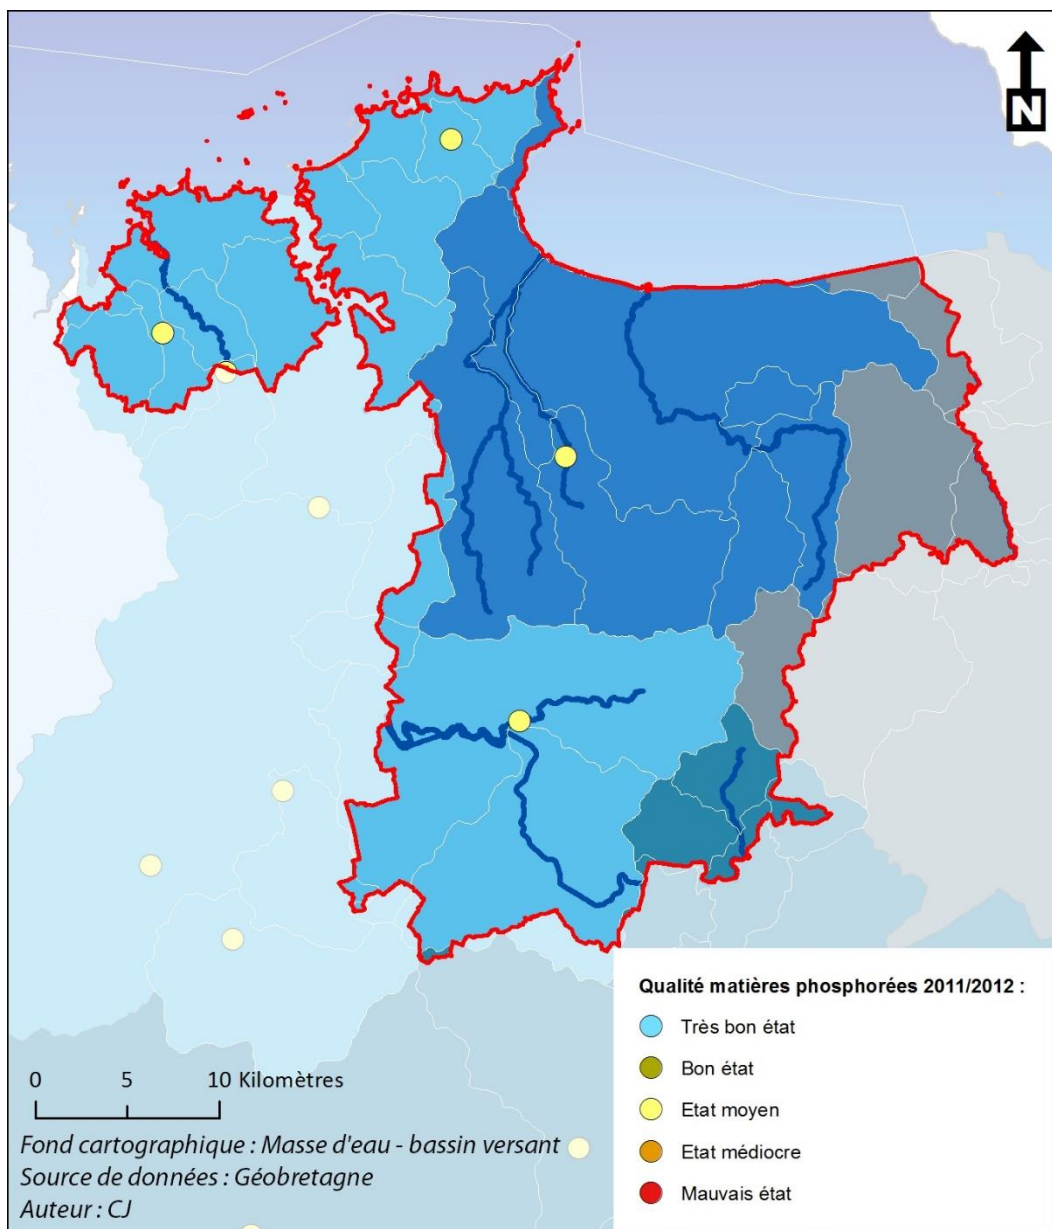 N
Qualité matières phosphorées 2011/2012 :
Très bon état
Bon état
Etat moyen
Etat médiocre
Mauvais état
0 5 10 Kilomètres
Fond cartographique : Masse d'eau - bassin versant
Source de données : Géobretagne
Auteur : CJ